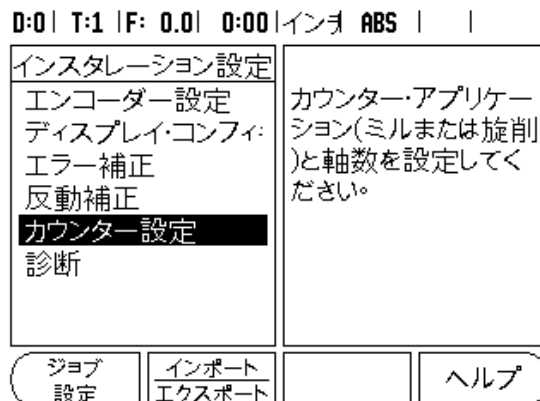 D:0 | T:1 | F: 0.0 | 0:00 | インチ ABS | |
インスタレーション設定
エンコーダー設定
ディスプレイ・コンフィ
エラー補正
反動補正
カウンター設定
診断
カウンター・アプリケー
ション(ミルまたは旋削
)と軸数を設定してく
ださい。
ジョブ
設定
インポート
エクスポート
ヘルプ